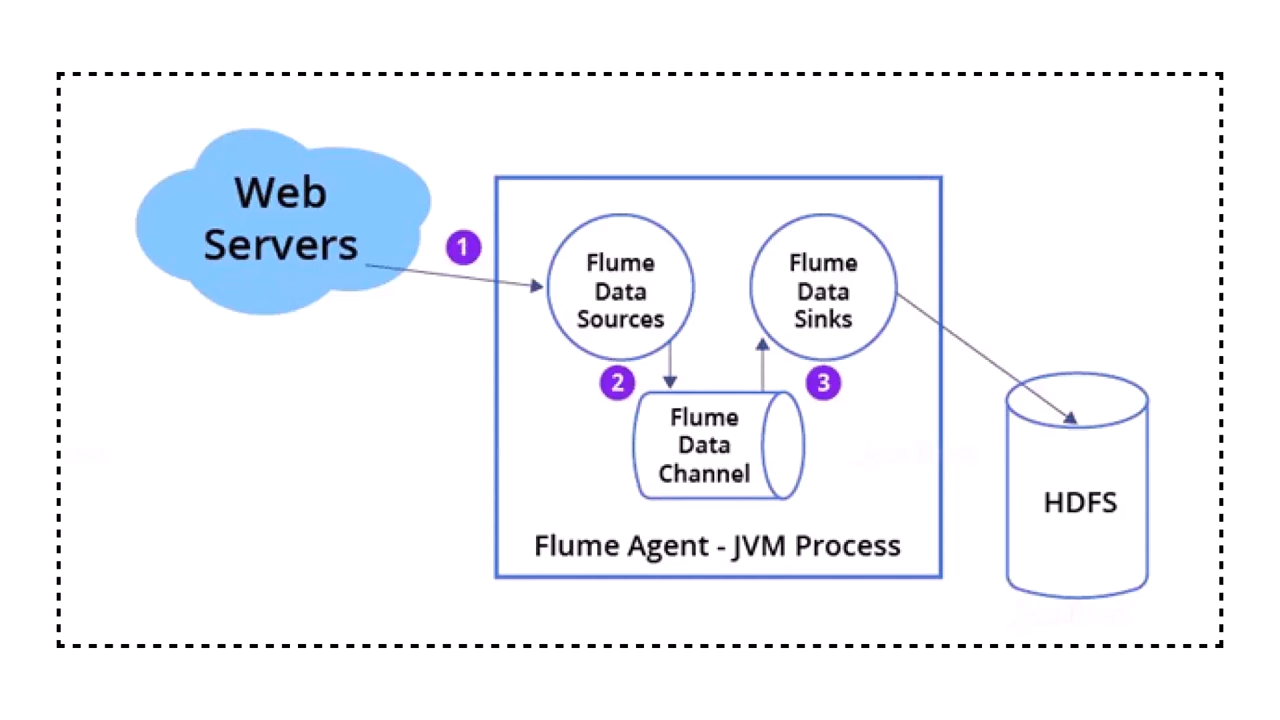 Web
Servers
1
Flume
Data
Sources
Flume
Data
Sinks
2
3
Flume
Data
Channel
HDFS
Flume Agent - JVM Process